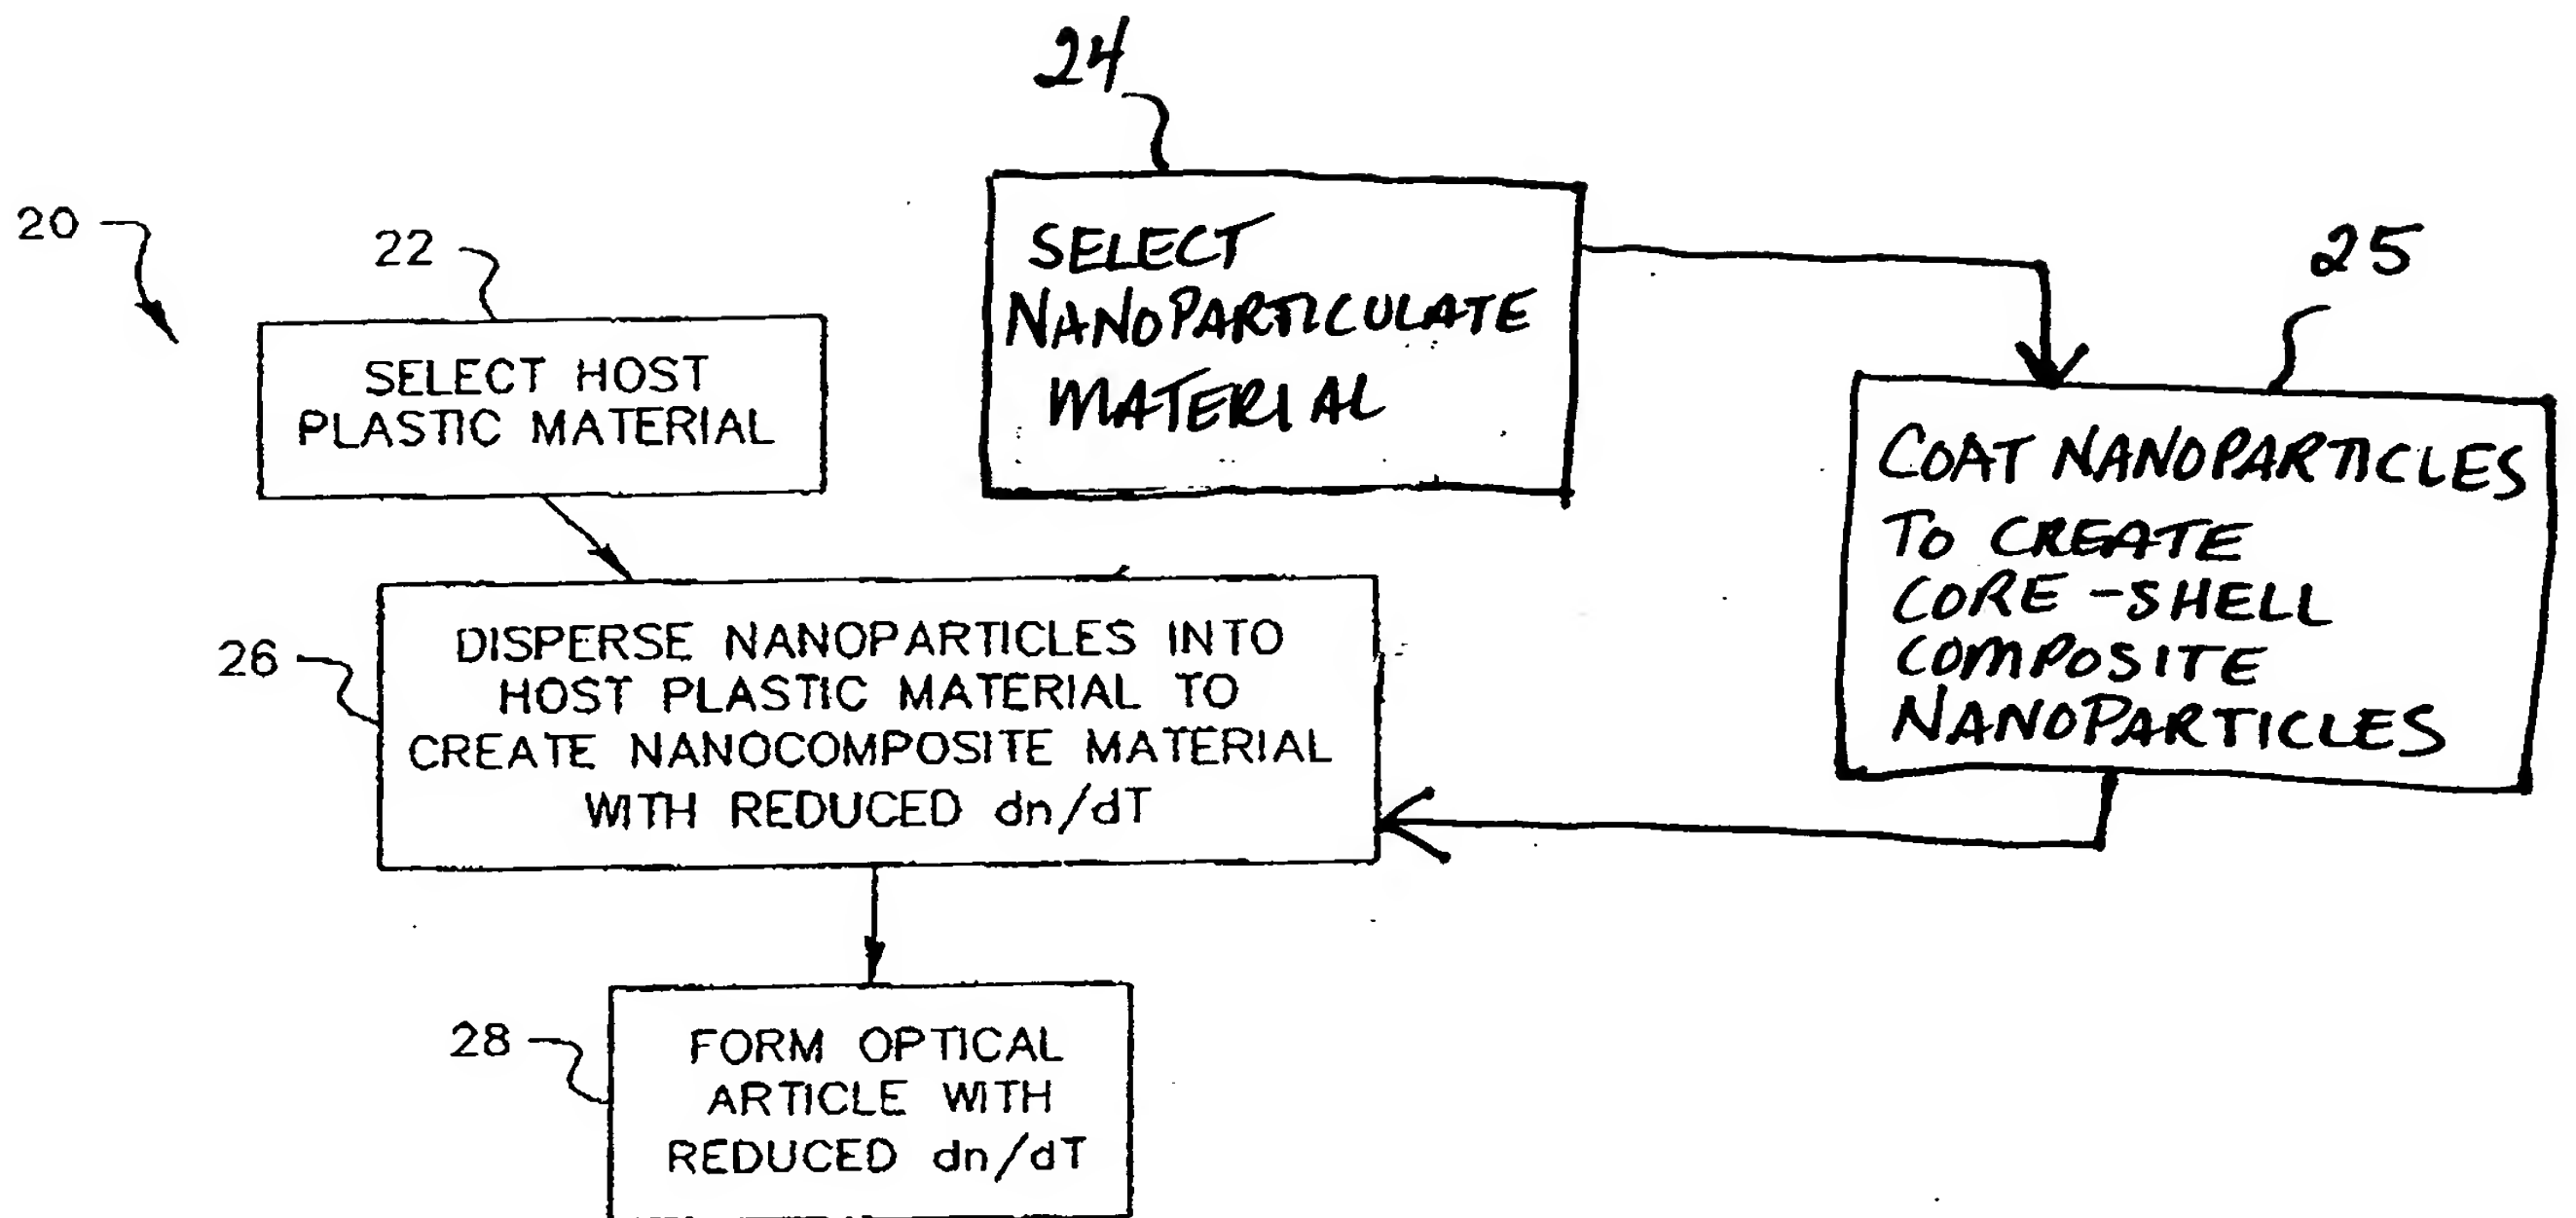 24
20
22
SELECT HOST
PLASTIC MATERIAL
SELECT
NANOPARTICULATE
MATERIAL
25
COAT NANOPARTICLES
TO CREATE
CORE-SHELL
COMPOSITE
NANOPARTICLES
26
DISPERSE NANOPARTICLES INTO
HOST PLASTIC MATERIAL TO
CREATE NANOCOMPOSITE MATERIAL
WITH REDUCED dn/dT
28
FORM OPTICAL
ARTICLE WITH
REDUCED dn/dT